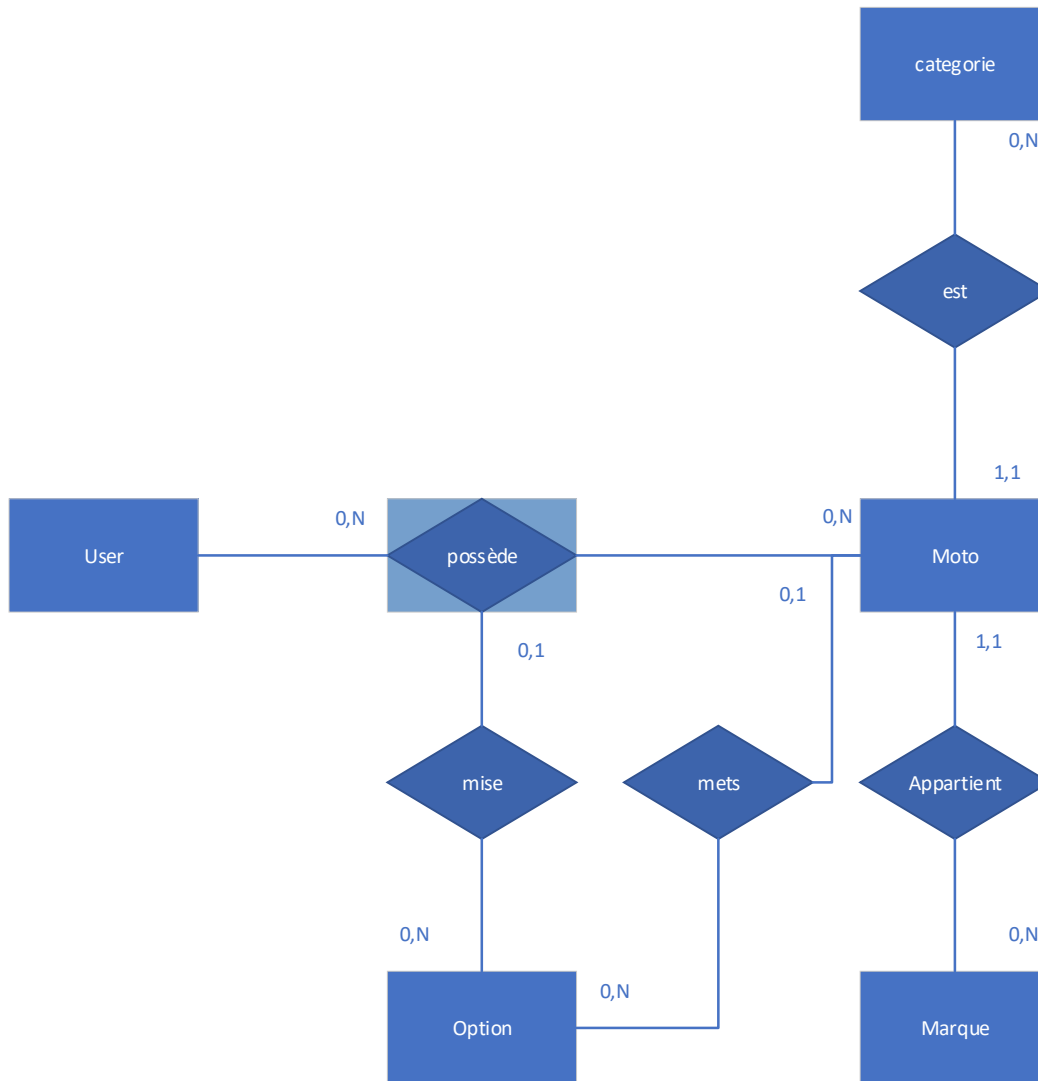 categorie
0,N
est
1,1
User
0,N
possède
0,N
Moto
0,1
0,1
1,1
mise
mets
Appartient
0,N
0,N
0,N
Option
Marque